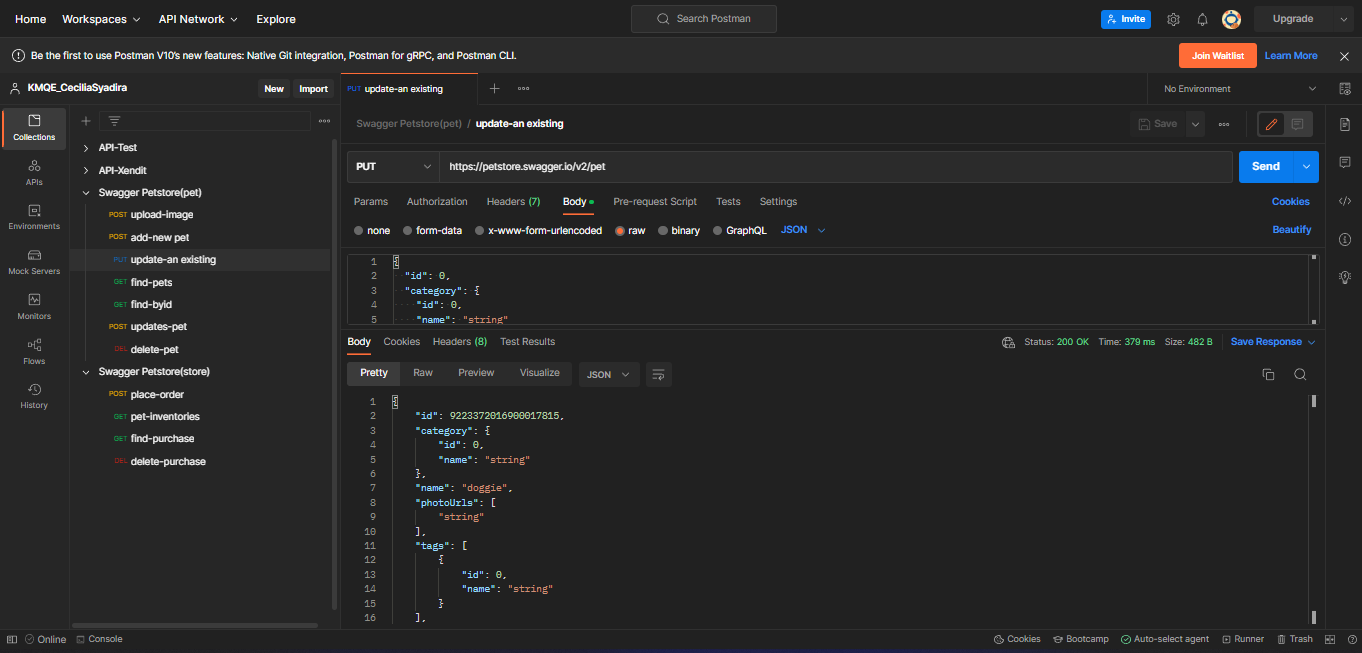 Home Workspaces API Network Explore Search Postman Invite Upgrade
Be the first to use Postman V10's new features: Native Git integration, Postman for gRPC, and Postman CLI. Join Waitlist Learn More
KMQE_CeciliaSyadira New Import
PUT update-an existing No Environment
Collections
APIs
Environments
Mock Servers
Monitors
Flows
History
API-Test
API-Xendit
Swagger Petstore(pet)
POST upload-image
POST add-new pet
PUT update-an existing
GET find-pets
GET find-byid
POST updates-pet
DEL delete-pet
Swagger Petstore(store)
POST place-order
GET pet-inventories
GET find-purchase
DEL delete-purchase
Swagger Petstore(pet) / update-an existing Save
PUT https://petstore.swagger.io/v2/pet Send
Params Authorization Headers (7) Body Pre-request Script Tests Settings Cookies
none form-data x-www-form-urlencoded raw binary GraphQL JSON Beautify
1 {
2 "id": 0,
3 "category": {
4 "id": 0,
5 "name": "string"
Body Cookies Headers (8) Test Results Status: 200 OK Time: 379 ms Size: 482 B Save Response
Pretty Raw Preview Visualize JSON
1 {
2 "id": 9223372016900017815,
3 "category": {
4 "id": 0,
5 "name": "string"
6 },
7 "name": "doggie",
8 "photoUrls": [
9 "string"
10 ],
11 "tags": [
12 {
13 "id": 0,
14 "name": "string"
15 }
16 ],
Online Console Cookies Bootcamp Auto-select agent Runner Trash